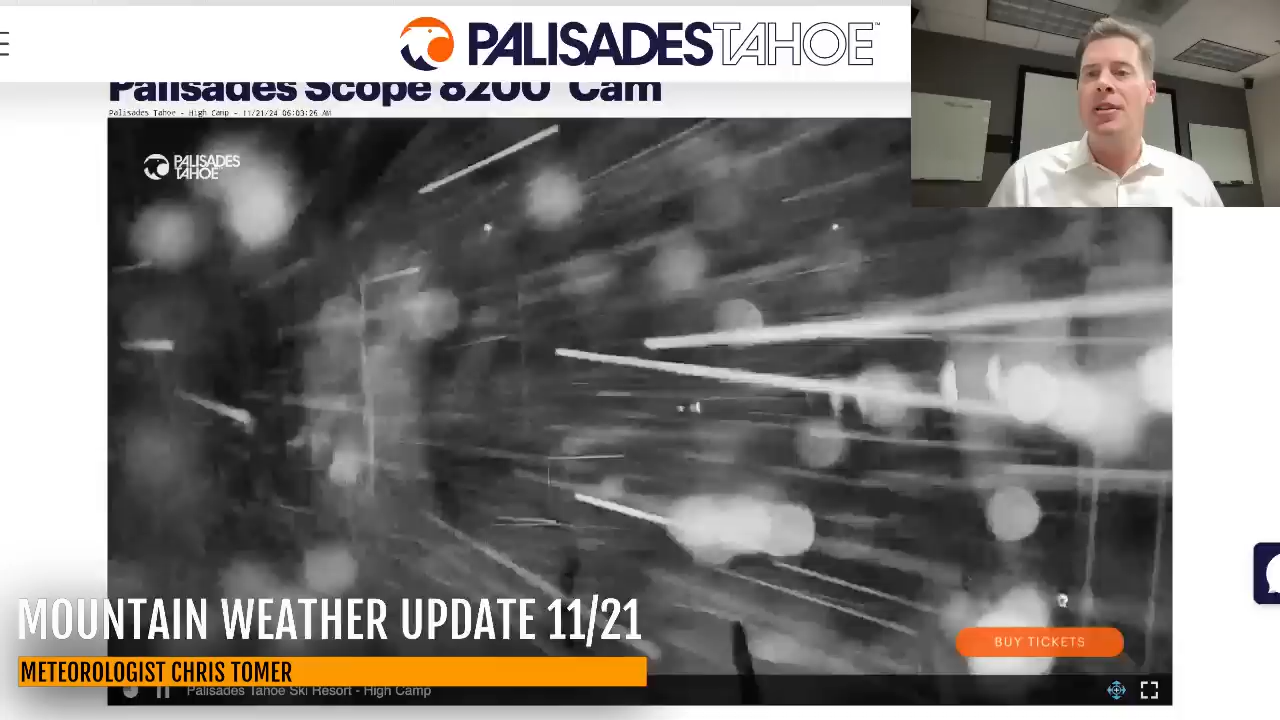 PALISADESTAHOE™
Palisades Scope 8200' Cam
Palisades Tahoe - High Camp - 11/21/24 06:03:26 AM
PALISADES
TAHOE
MOUNTAIN WEATHER UPDATE 11/21
METEOROLOGIST CHRIS TOMER
BUY TICKETS
Palisades Tahoe Ski Resort - High Camp